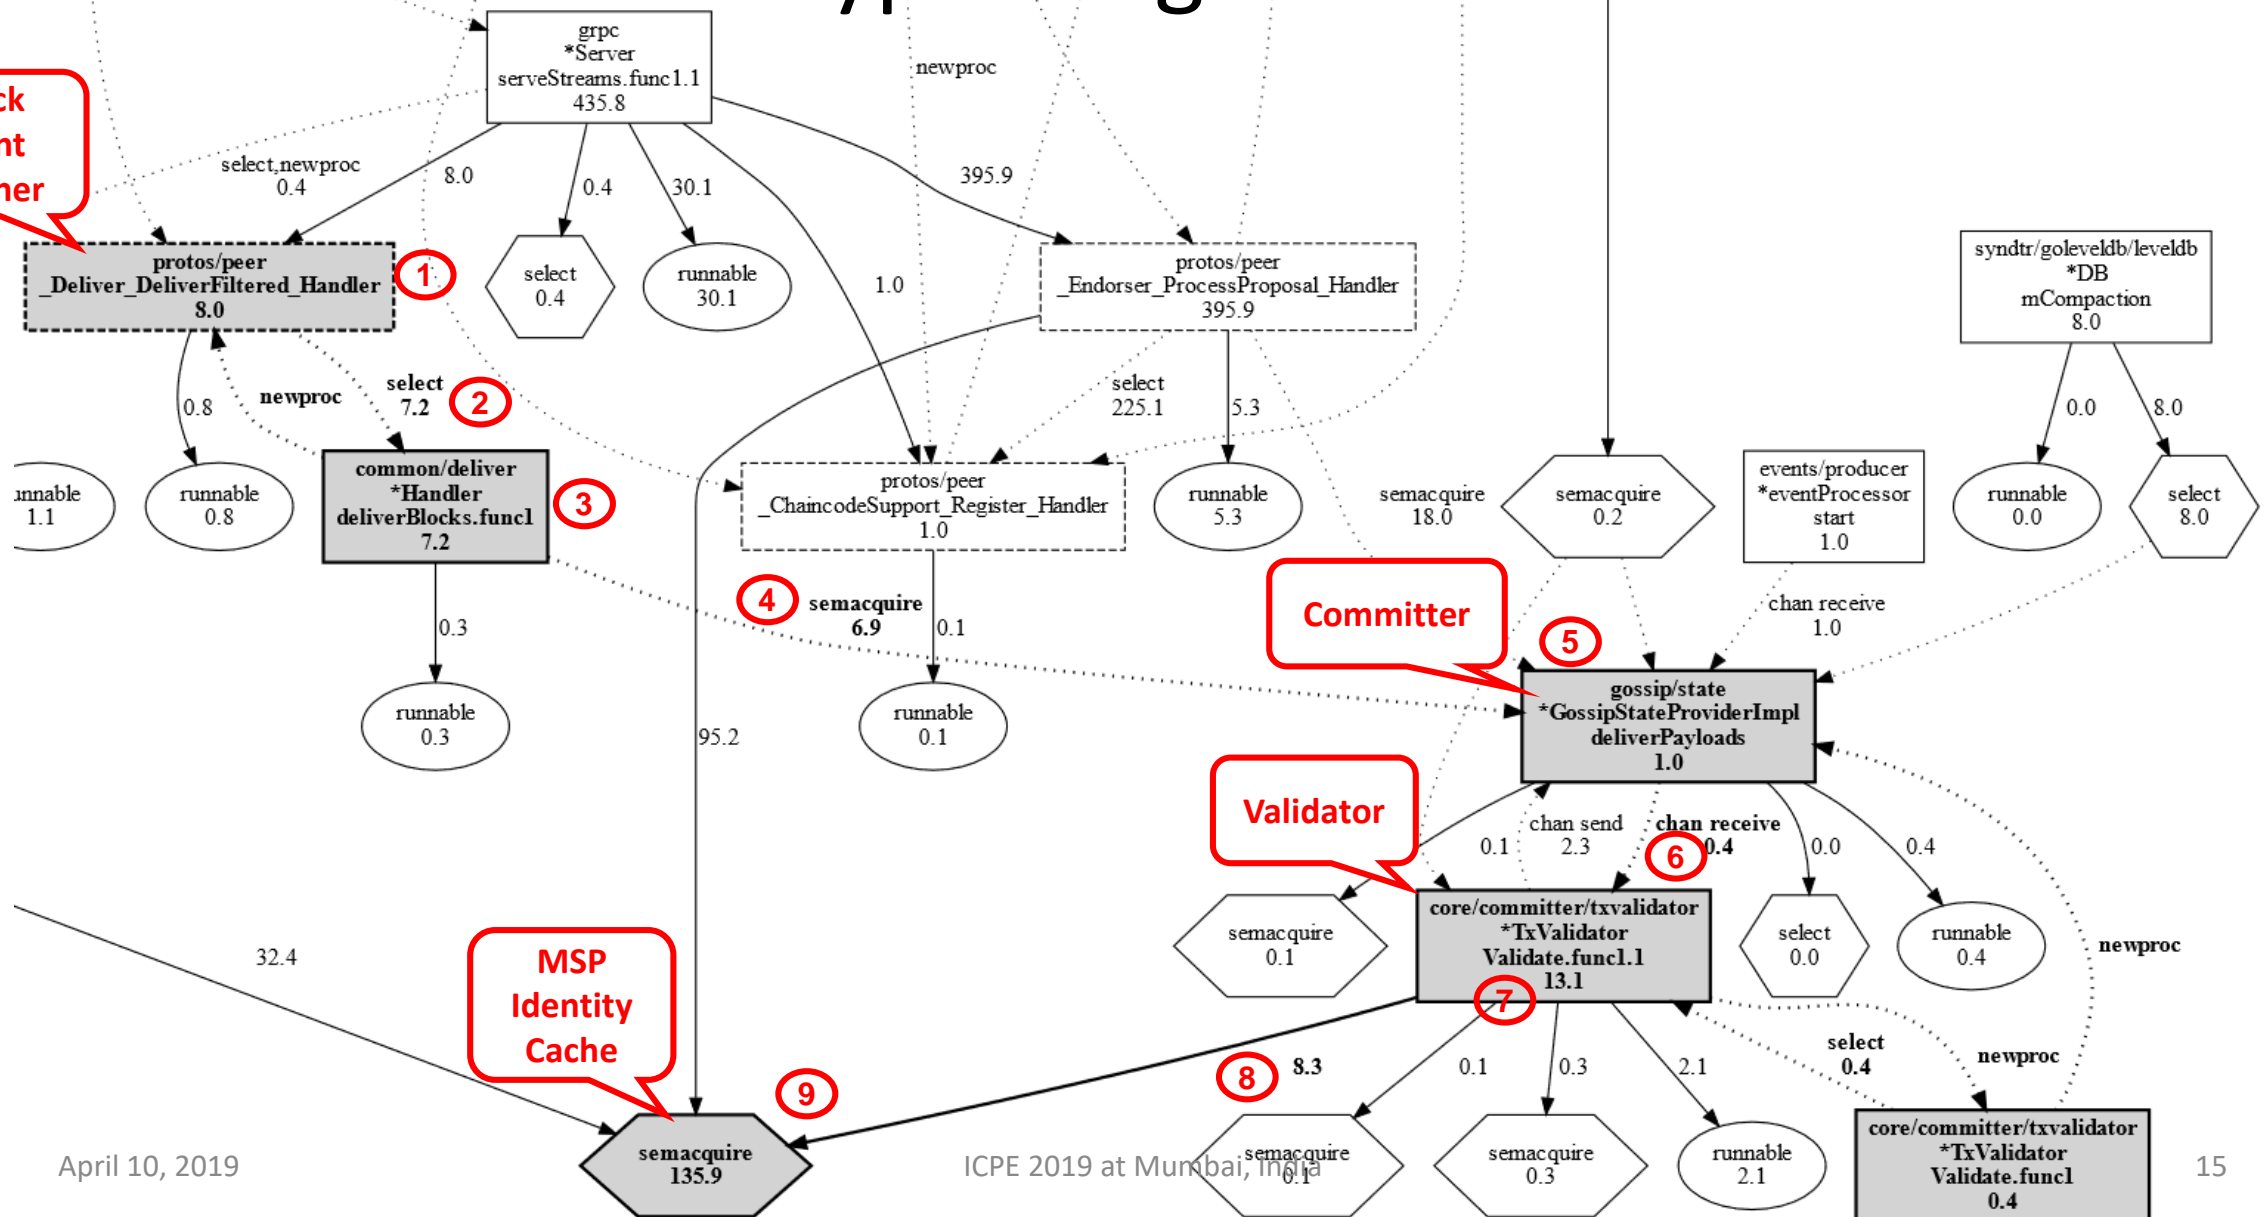 grpc
*Server
serveStreams.func1.1
435.8
newproc
select,newproc
0.4
8.0
0.4
30.1
395.9
1.0
protos/peer
_Deliver_DeliverFiltered_Handler
8.0
1
select
0.4
runnable
30.1
protos/peer
_Endorser_ProcessProposal_Handler
395.9
syndtr/goleveldb/leveldb
*DB
mCompaction
8.0
0.8
newproc
select
7.2
2
select
225.1
5.3
0.0
8.0
1.1
runnable
0.8
common/deliver
*Handler
deliverBlocks.func1
7.2
3
protos/peer
_ChaincodeSupport_Register_Handler
1.0
runnable
5.3
semacquire
18.0
semacquire
0.2
events/producer
*eventProcessor
start
1.0
runnable
0.0
select
8.0
0.3
4
semacquire
6.9
0.1
Committer
5
chan receive
1.0
runnable
0.3
95.2
runnable
0.1
gossip/state
*GossipStateProviderImpl
deliverPayloads
1.0
Validator
0.1
chan send
2.3
chan receive
0.4
6
0.0
0.4
32.4
MSP
Identity
Cache
semacquire
0.1
core/committer/txvalidator
*TxValidator
Validate.func1.1
13.1
7
select
0.0
runnable
0.4
newproc
9
8
8.3
0.1
0.3
2.1
select
0.4
newproc
semacquire
135.9
semacquire
0.1
semacquire
0.3
runnable
2.1
core/committer/txvalidator
*TxValidator
Validate.func1
0.4
April 10, 2019
ICPE 2019 at Mumbai, India
15